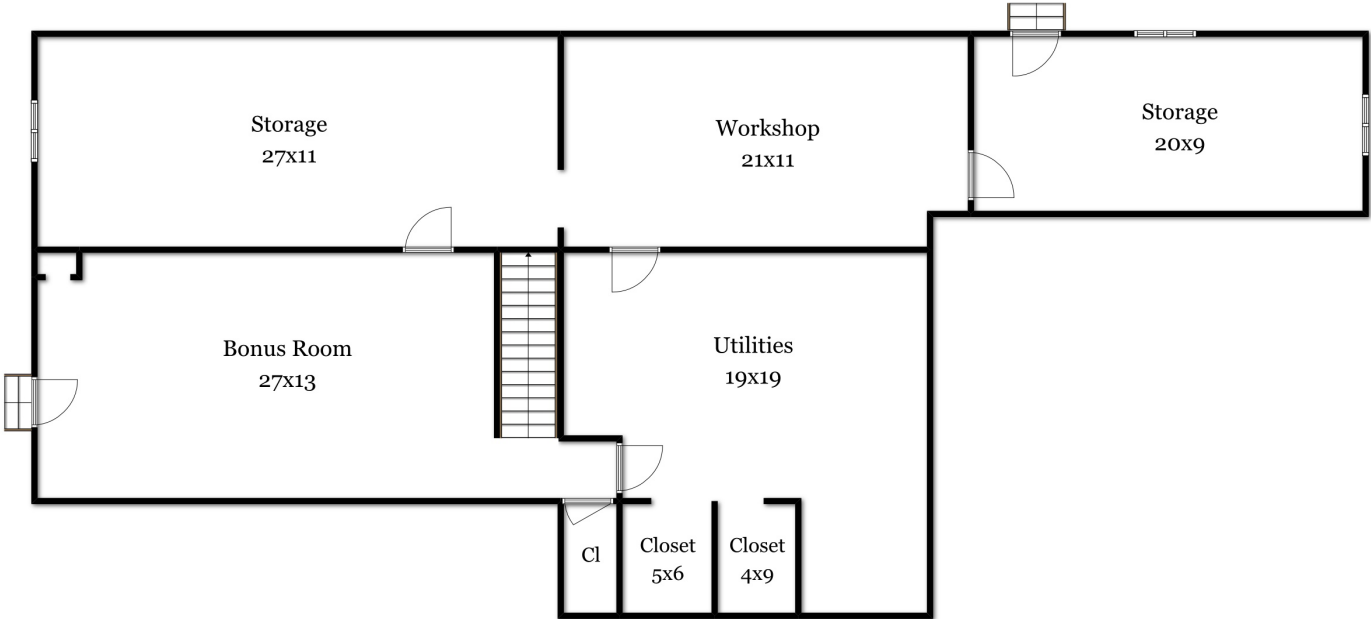 Storage
27x11
Workshop
21x11
Storage
20x9
Bonus Room
27x13
Utilities
19x19
Cl
Closet
5x6
Closet
4x9